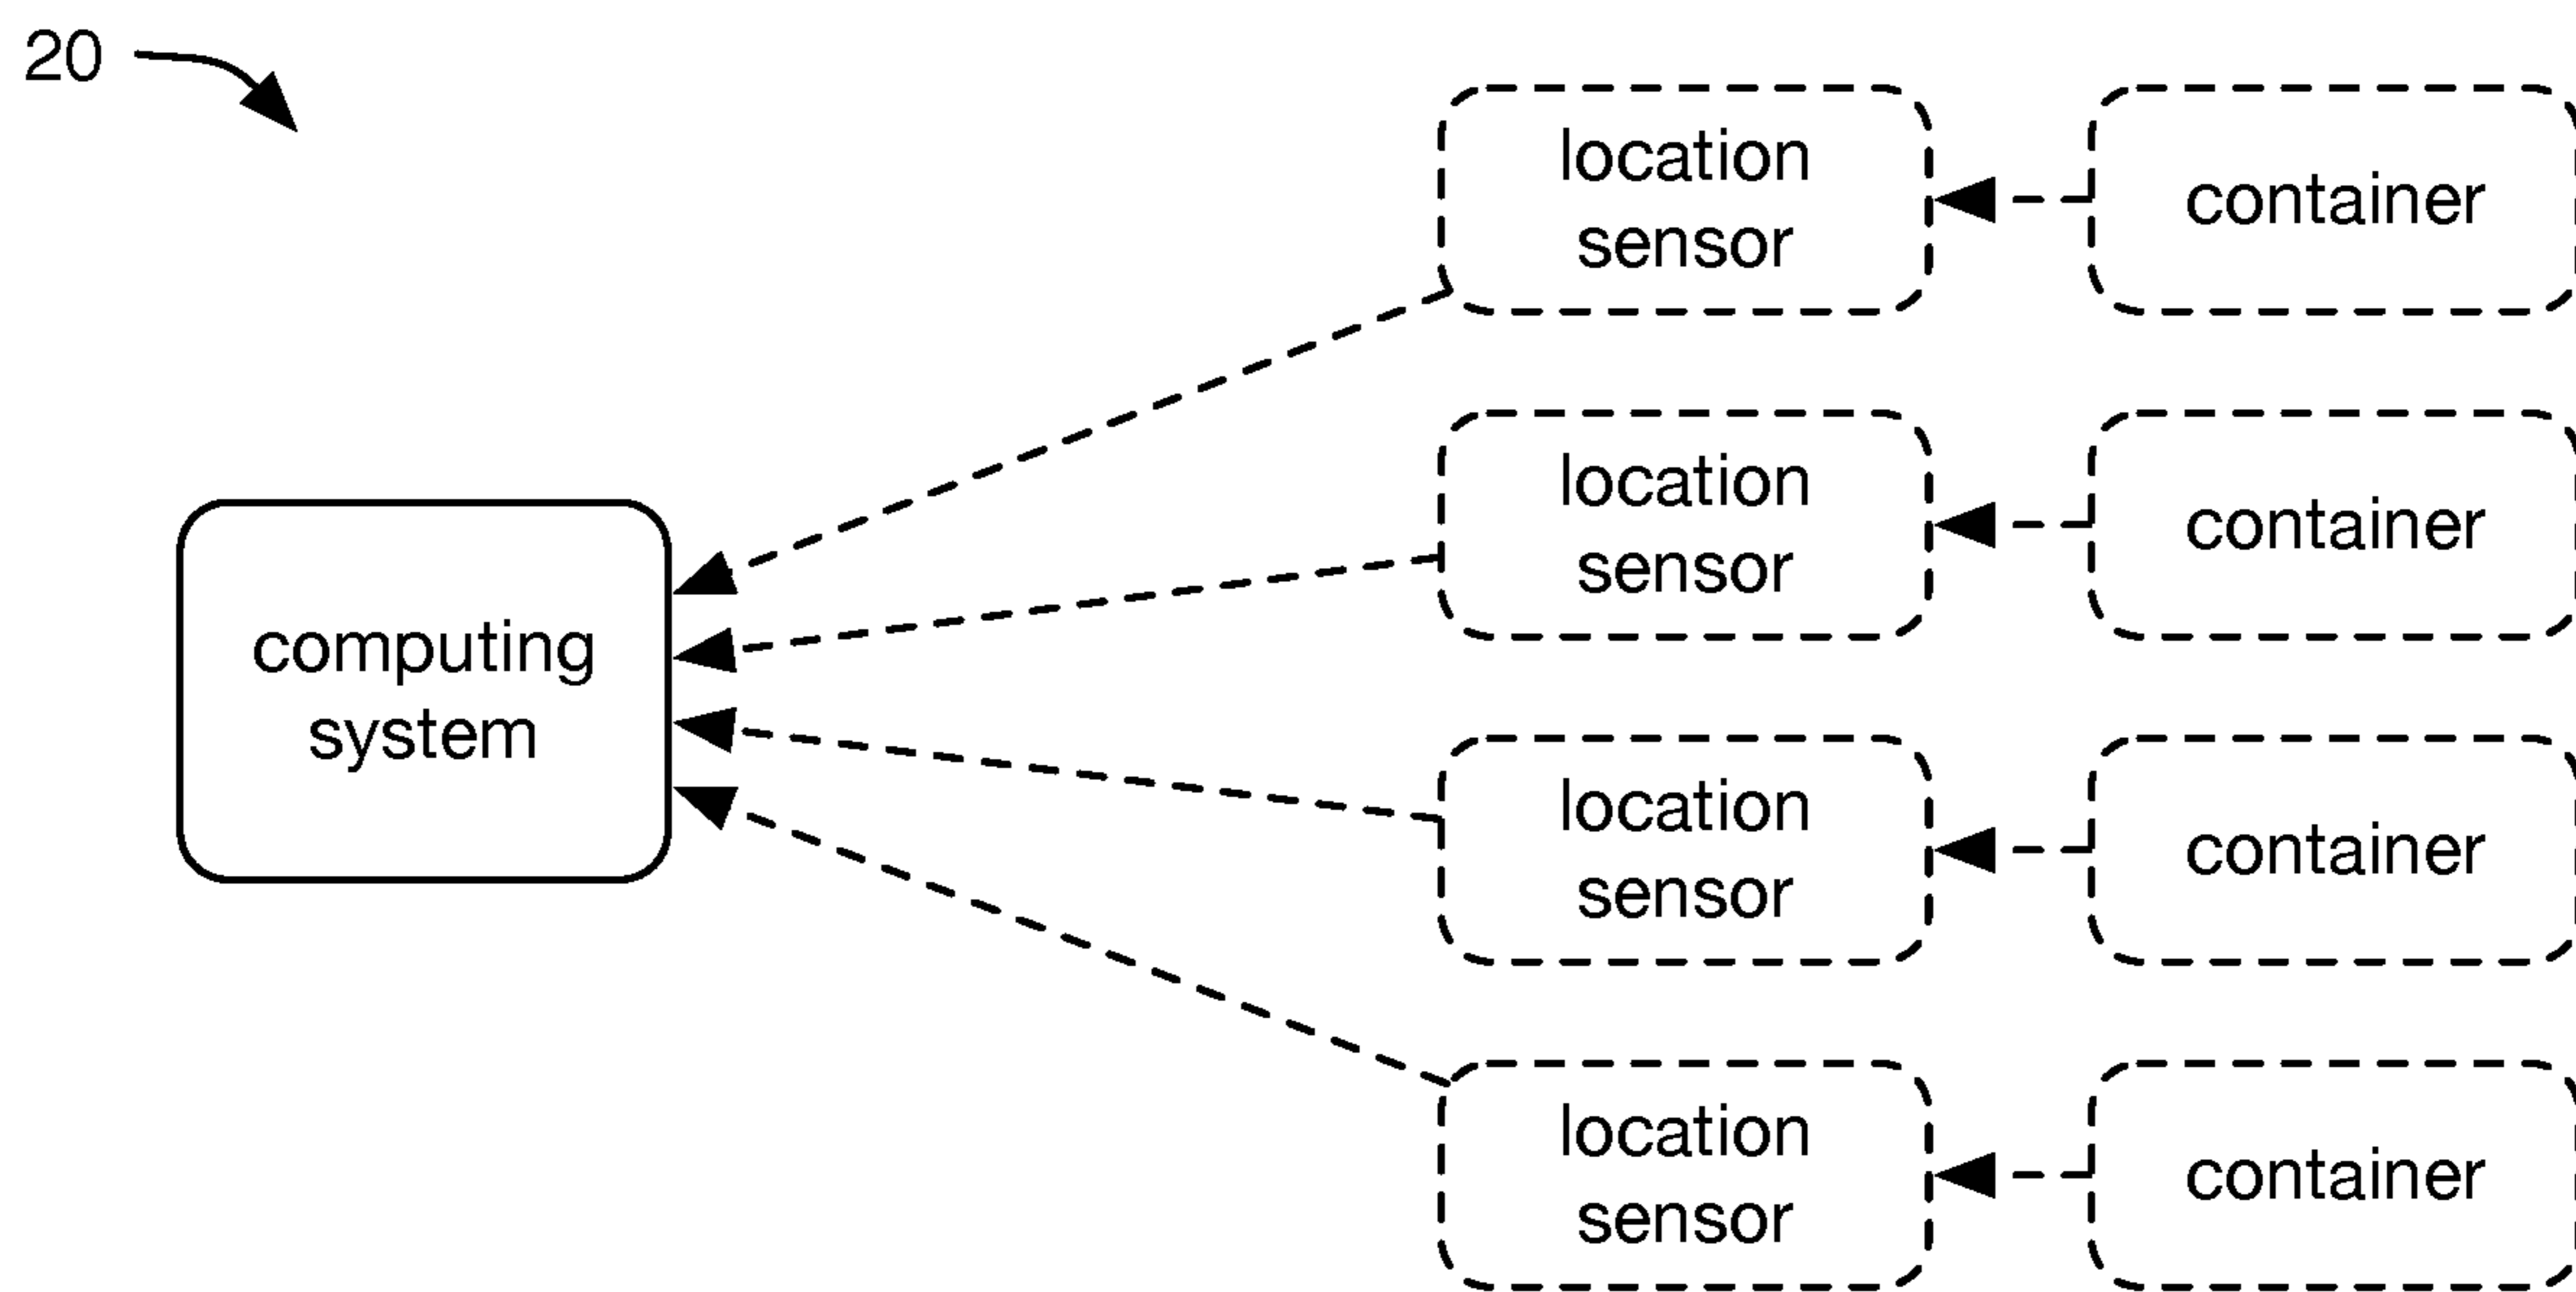 20
location
sensor
container
location
sensor
container
computing
system
location
sensor
container
location
sensor
container